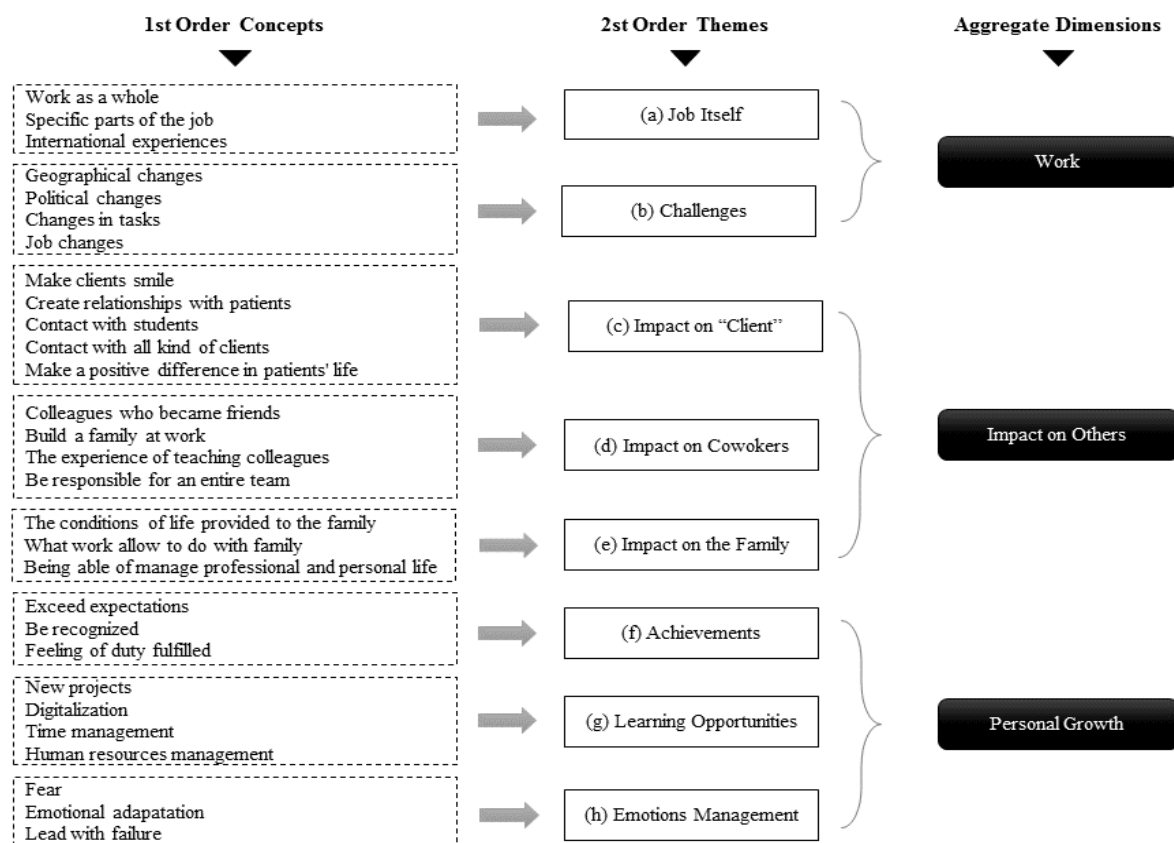 1st Order Concepts
2st Order Themes
Aggregate Dimensions
Work as a whole
Specific parts of the job
International experiences
(a) Job Itself
Geographical changes
Political changes
Changes in tasks
Job changes
(b) Challenges
Work
Make clients smile
Create relationships with patients
Contact with students
Contact with all kind of clients
Make a positive difference in patients' life
(c) Impact on “Client”
Colleagues who became friends
Build a family at work
The experience of teaching colleagues
Be responsible for an entire team
(d) Impact on Cowokers
The conditions of life provided to the family
What work allow to do with family
Being able of manage professional and personal life
(e) Impact on the Family
Impact on Others
Exceed expectations
Be recognized
Feeling of duty fulfilled
(f) Achievements
New projects
Digitalization
Time management
Human resources management
(g) Learning Opportunities
Fear
Emotional adapatation
Lead with failure
(h) Emotions Management
Personal Growth